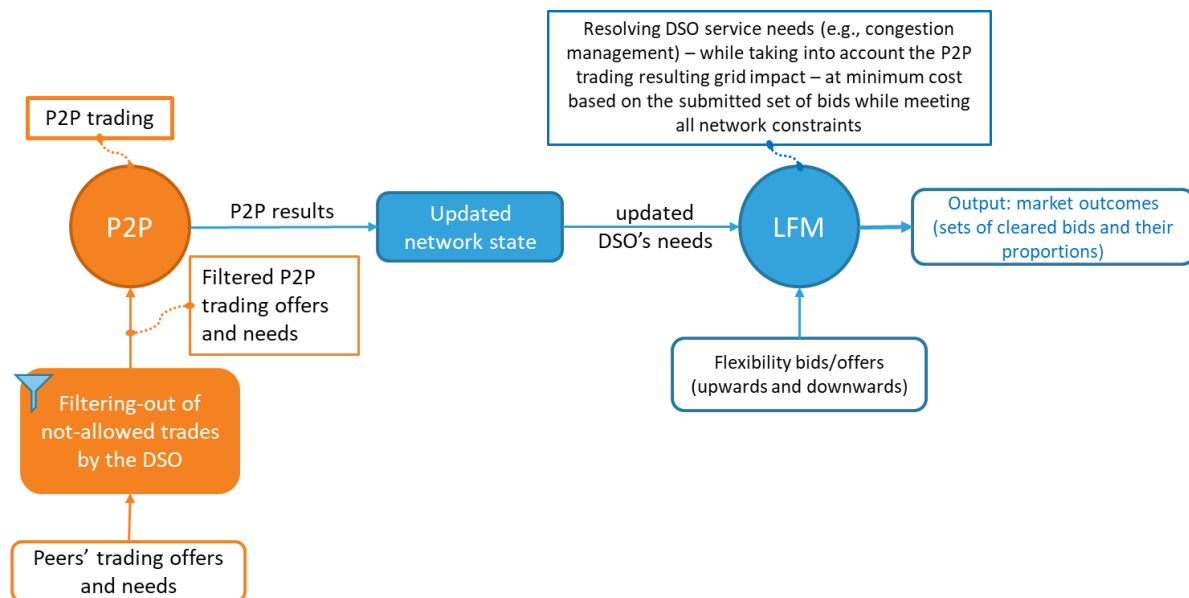 Resolving DSO service needs (e.g., congestion
management) – while taking into account the P2P
trading resulting grid impact – at minimum cost
based on the submitted set of bids while meeting
all network constraints
P2P trading
P2P
P2P results
Updated
network state
updated
DSO's needs
LFM
Output: market outcomes
(sets of cleared bids and their
proportions)
Filtered P2P
trading offers
and needs
Flexibility bids/offers
(upwards and downwards)
Filtering-out of
not-allowed trades
by the DSO
Peers' trading offers
and needs